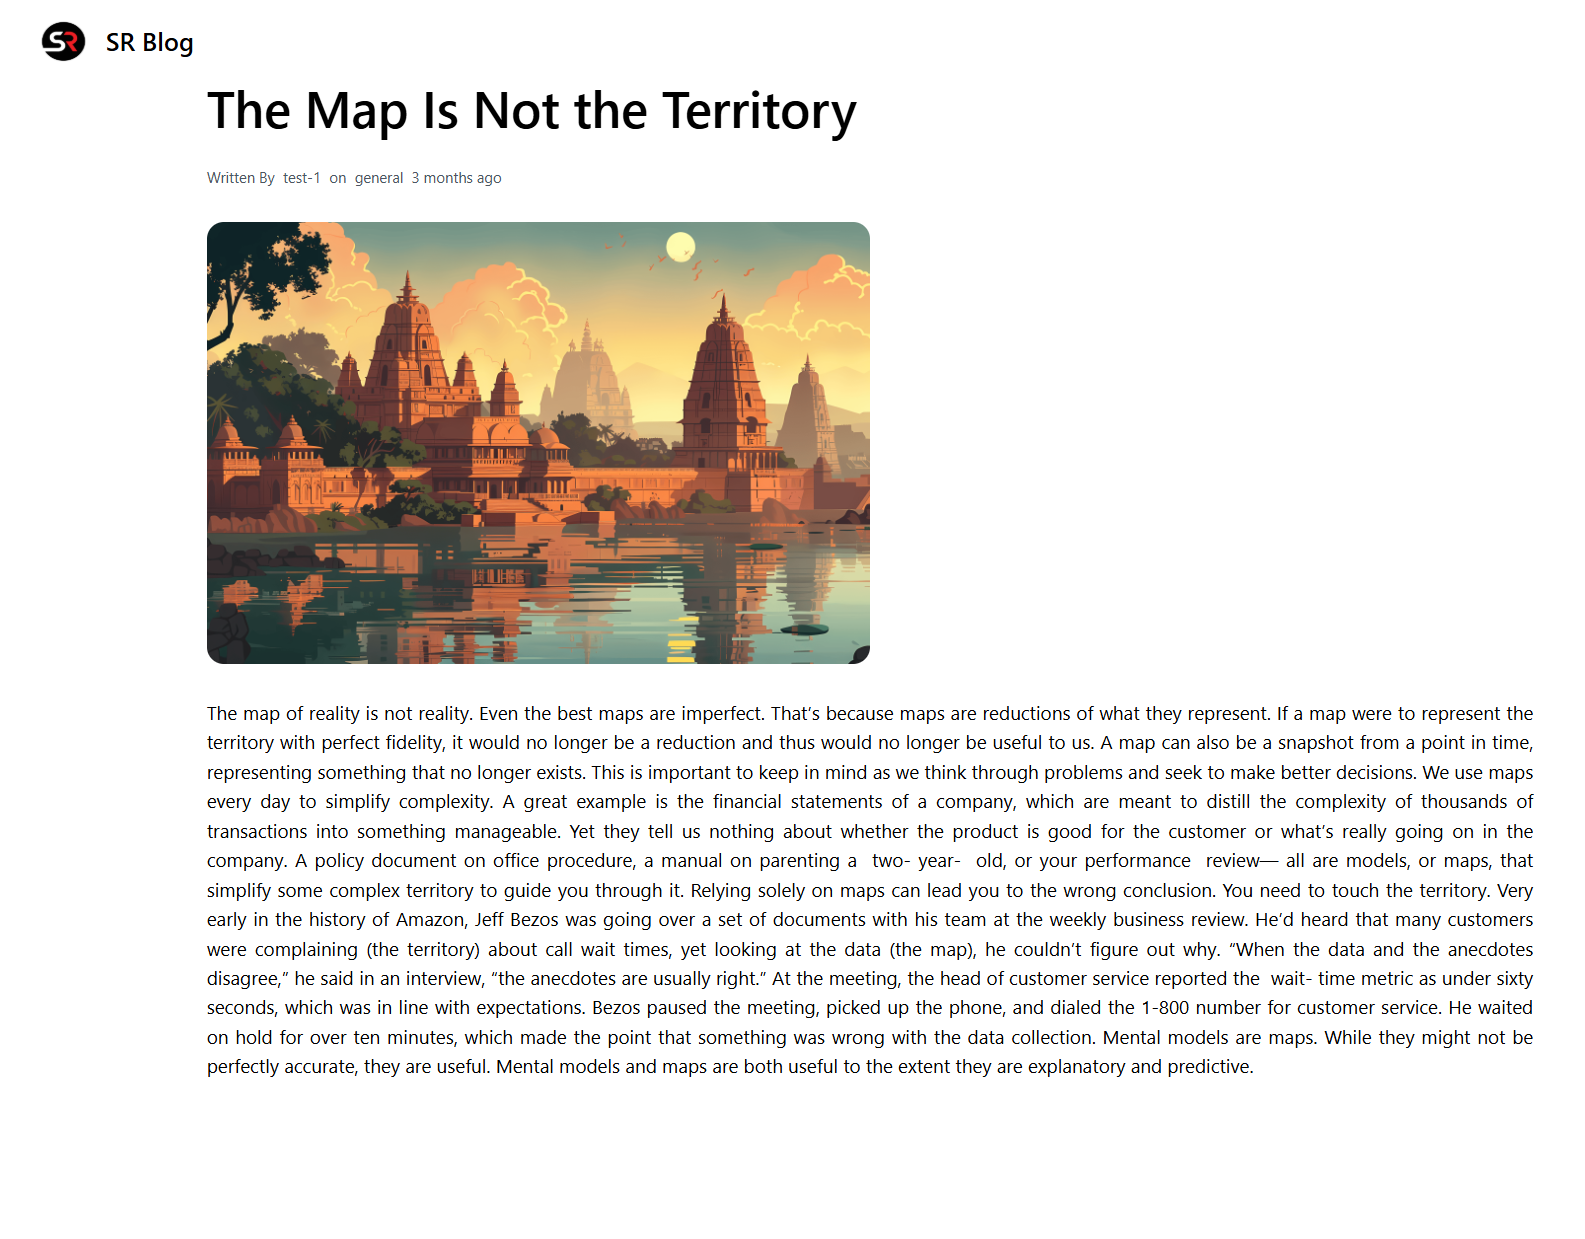 SR SR Blog
The Map Is Not the Territory
Written By test-1 on general 3 months ago
The map of reality is not reality. Even the best maps are imperfect. That's because maps are reductions of what they represent. If a map were to represent the
territory with perfect fidelity, it would no longer be a reduction and thus would no longer be useful to us. A map can also be a snapshot from a point in time,
representing something that no longer exists. This is important to keep in mind as we think through problems and seek to make better decisions. We use maps
every day to simplify complexity. A great example is the financial statements of a company, which are meant to distill the complexity of thousands of
transactions into something manageable. Yet they tell us nothing about whether the product is good for the customer or what's really going on in the
company. A policy document on office procedure, a manual on parenting a two- year- old, or your performance review— all are models, or maps, that
simplify some complex territory to guide you through it. Relying solely on maps can lead you to the wrong conclusion. You need to touch the territory. Very
early in the history of Amazon, Jeff Bezos was going over a set of documents with his team at the weekly business review. He'd heard that many customers
were complaining (the territory) about call wait times, yet looking at the data (the map), he couldn't figure out why. “When the data and the anecdotes
disagree,” he said in an interview, “the anecdotes are usually right.” At the meeting, the head of customer service reported the wait- time metric as under sixty
seconds, which was in line with expectations. Bezos paused the meeting, picked up the phone, and dialed the 1-800 number for customer service. He waited
on hold for over ten minutes, which made the point that something was wrong with the data collection. Mental models are maps. While they might not be
perfectly accurate, they are useful. Mental models and maps are both useful to the extent they are explanatory and predictive.